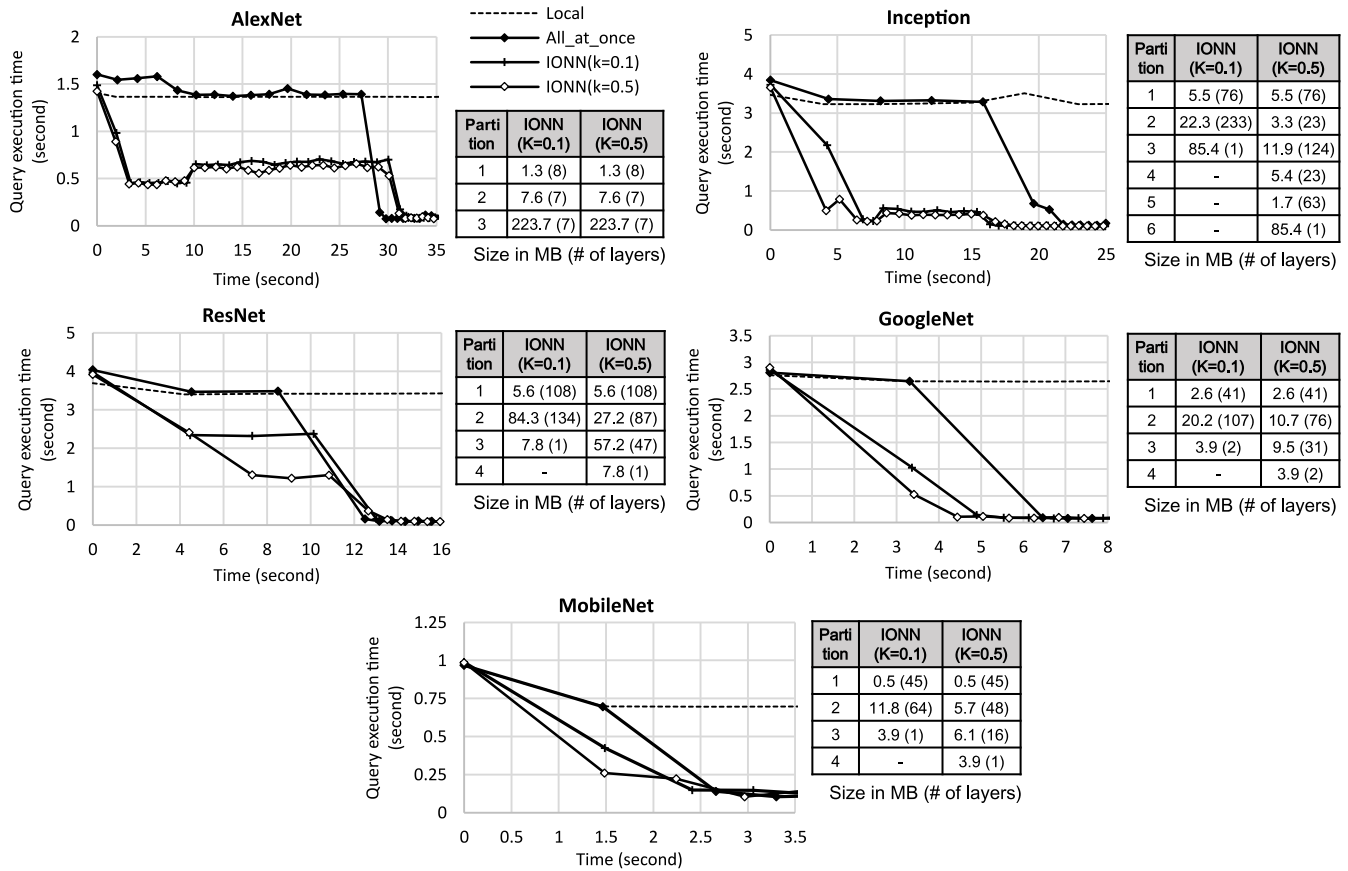 AlexNet
Query execution time
(second)
2
1.5
1
0.5
0
0 5 10 15 20 25 30 35
Time (second)
Local
All_at_once
IONN(k=0.1)
IONN(k=0.5)
Parti tion IONN (K=0.1) IONN (K=0.5)
1 1.3 (8) 1.3 (8)
2 7.6 (7) 7.6 (7)
3 223.7 (7) 223.7 (7)
Size in MB (# of layers)
Inception
Query execution time
(second)
5
4
3
2
1
0
0 5 10 15 20 25
Time (second)
Parti tion IONN (K=0.1) IONN (K=0.5)
1 5.5 (76) 5.5 (76)
2 22.3 (233) 3.3 (23)
3 85.4 (1) 11.9 (124)
4 - 5.4 (23)
5 - 1.7 (63)
6 - 85.4 (1)
Size in MB (# of layers)
ResNet
Query execution time
(second)
5
4
3
2
1
0
0 2 4 6 8 10 12 14 16
Time (second)
Parti tion IONN (K=0.1) IONN (K=0.5)
1 5.6 (108) 5.6 (108)
2 84.3 (134) 27.2 (87)
3 7.8 (1) 57.2 (47)
4 - 7.8 (1)
Size in MB (# of layers)
GoogleNet
Query execution time
(second)
3.5
3
2.5
2
1.5
1
0.5
0
0 1 2 3 4 5 6 7 8
Time (second)
Parti tion IONN (K=0.1) IONN (K=0.5)
1 2.6 (41) 2.6 (41)
2 20.2 (107) 10.7 (76)
3 3.9 (2) 9.5 (31)
4 - 3.9 (2)
Size in MB (# of layers)
MobileNet
Query execution time
(second)
1.25
1
0.75
0.5
0.25
0
0 0.5 1 1.5 2 2.5 3 3.5
Time (second)
Parti tion IONN (K=0.1) IONN (K=0.5)
1 0.5 (45) 0.5 (45)
2 11.8 (64) 5.7 (48)
3 3.9 (1) 6.1 (16)
4 - 3.9 (1)
Size in MB (# of layers)